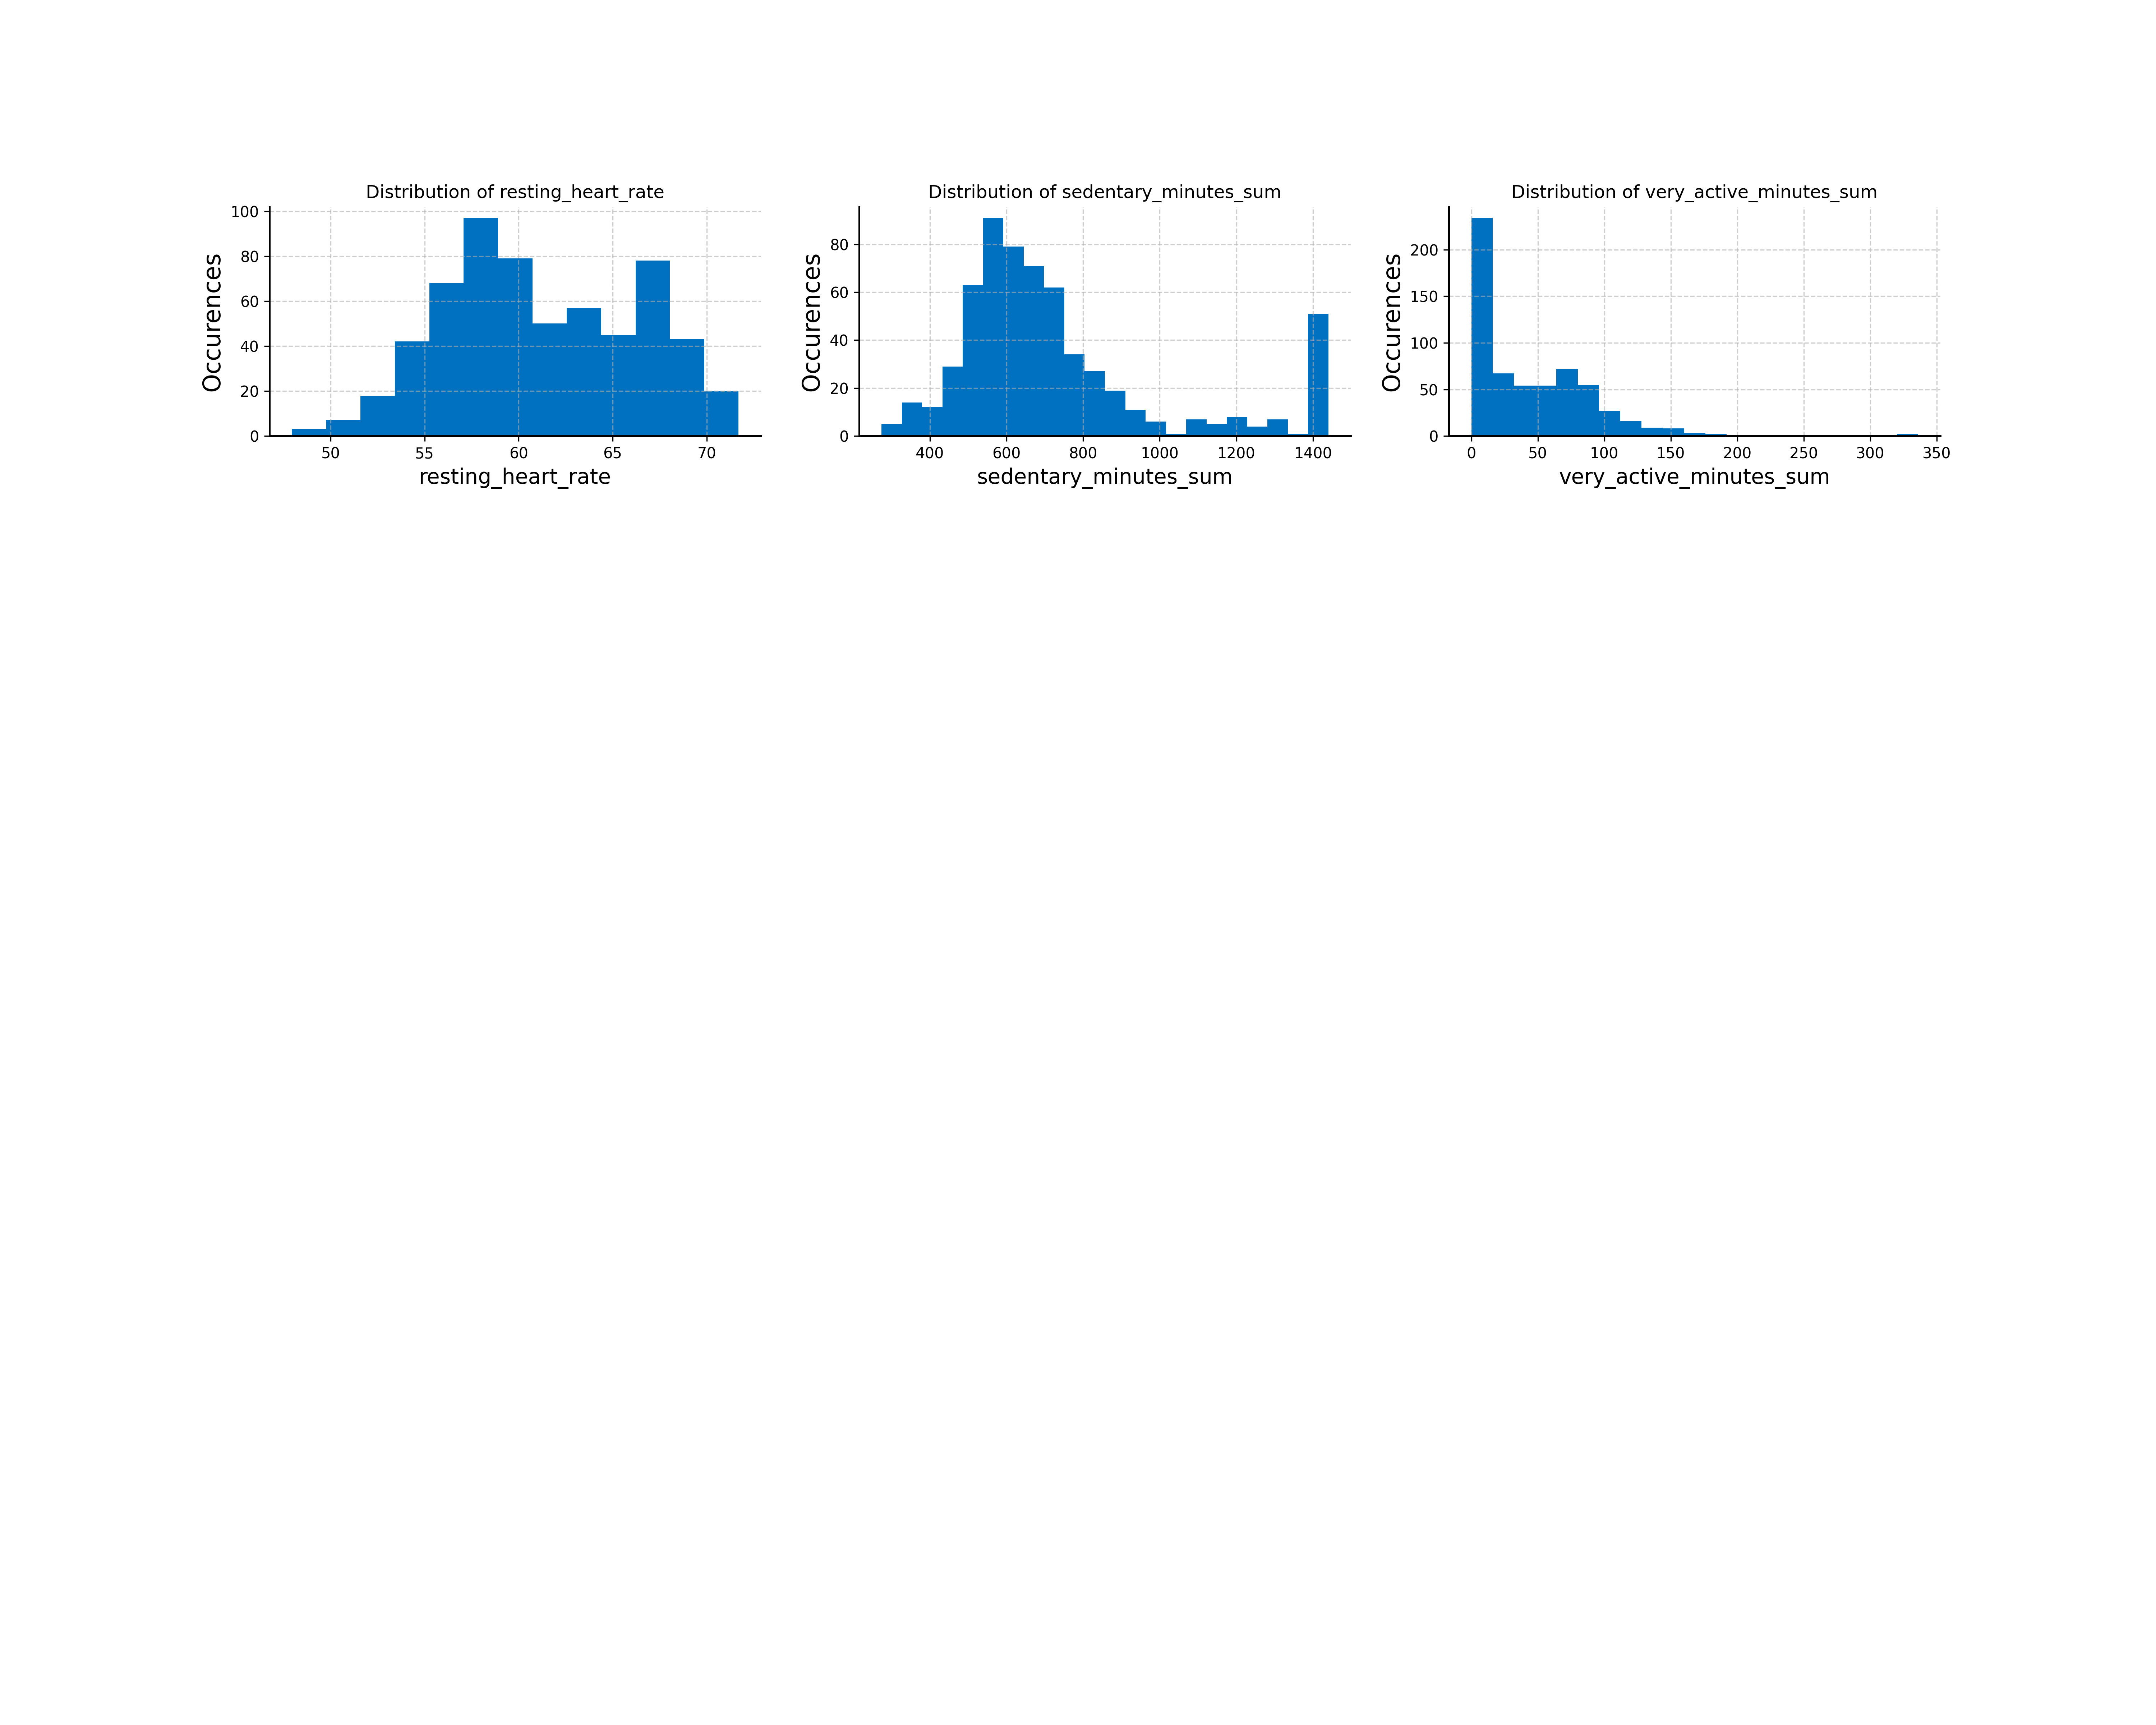 Distribution of resting_heart_rate
100
80
60
40
20
0
Occurences
50 55 60 65 70
resting_heart_rate
Distribution of sedentary_minutes_sum
80
60
40
20
0
Occurences
400 600 800 1000 1200 1400
sedentary_minutes_sum
Distribution of very_active_minutes_sum
200
150
100
50
0
Occurences
0 50 100 150 200 250 300 350
very_active_minutes_sum